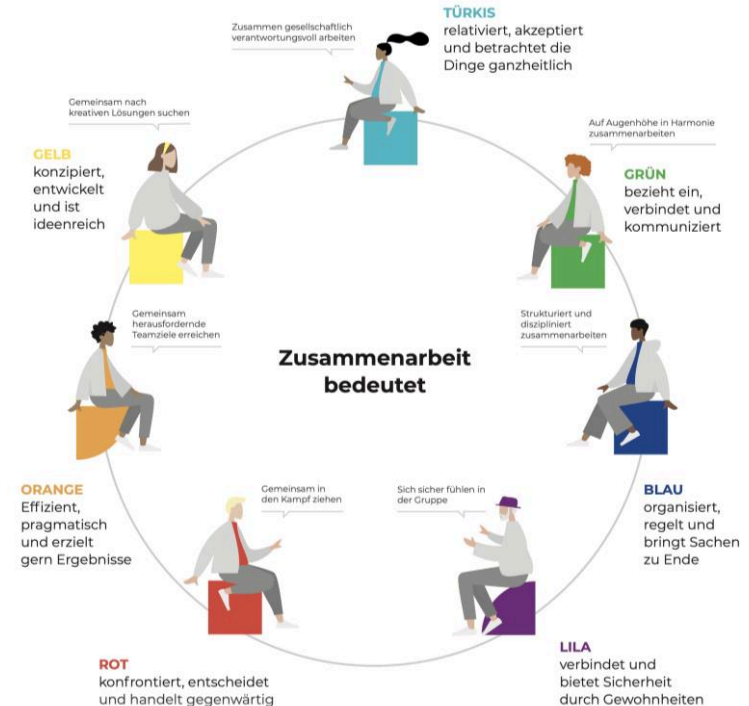 Zusammen gesellschaftlich
verantwortungsvoll arbeiten
TÜRKIS
relativiert, akzeptiert
und betrachtet die
Dinge ganzheitlich
Gemeinsam nach
kreativen Lösungen suchen
GELB
konzipiert,
entwickelt
und ist
ideenreich
Auf Augenhöhe in Harmonie
zusammenarbeiten
GRÜN
bezieht ein,
verbindet und
kommuniziert
Gemeinsam
herausfordernde
Teamziele erreichen
Strukturiert und
diszipliniert
zusammenarbeiten
Zusammenarbeit
bedeutet
ORANGE
Effizient,
pragmatisch
und erzielt
gern Ergebnisse
Gemeinsam in
den Kampf ziehen
Sich sicher fühlen in
der Gruppe
BLAU
organisiert,
regelt und
bringt Sachen
zu Ende
ROT
konfrontiert, entscheidet
und handelt gegenwärtig
LILA
verbindet und
bietet Sicherheit
durch Gewohnheiten